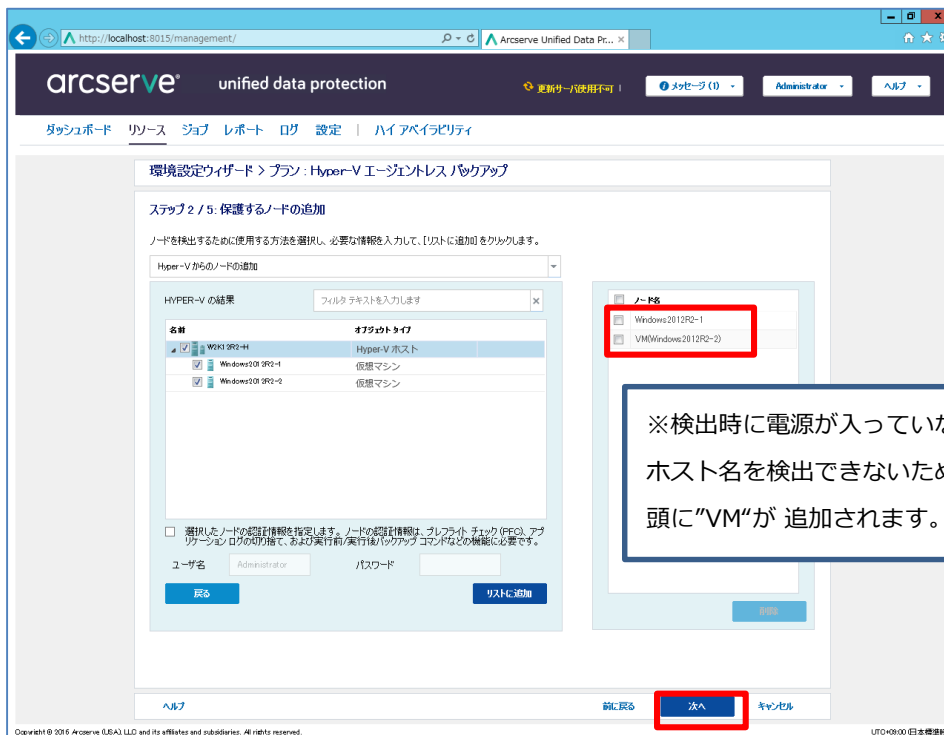 http://localhost:8015/management/
Arcserve Unified Data Pr...
arcserve® unified data protection
更新サーバ使用不可
メッセージ (1)
Administrator
ヘルプ
ダッシュボード リソース ジョブ レポート ログ 設定 | ハイ アベイラビリティ
環境設定ウィザード > プラン : Hyper-V エージェントレス バックアップ
ステップ 2 / 5: 保護するノードの追加
ノードを検出するために使用する方法を選択し、必要な情報を入力して、[リストに追加] をクリックします。
Hyper-V からのノードの追加
HYPER-V の結果
フィルタ テキストを入力します
名前 オブジェクト タイプ
W2K12R2-H Hyper-V ホスト
Windows2012R2-1 仮想マシン
Windows2012R2-2 仮想マシン
選択したノードの認証情報を指定します。ノードの認証情報は、プレフライト チェック (PFC)、アプ
リケーション ログの切り捨て、および実行前/実行後バックアップ コマンドなどの機能に必要です。
ユーザ名 Administrator パスワード
戻る リストに追加
ノード名
Windows2012R2-1
VM(Windows2012R2-2)
※検出時に電源が入っていな
ホスト名を検出できないため
頭に”VM“が 追加されます。
削除
ヘルプ 前に戻る 次へ キャンセル
Copyright © 2016 Arcserve (USA), LLC and its affiliates and subsidiaries. All rights reserved.
UTC+09:00 (日本標準時